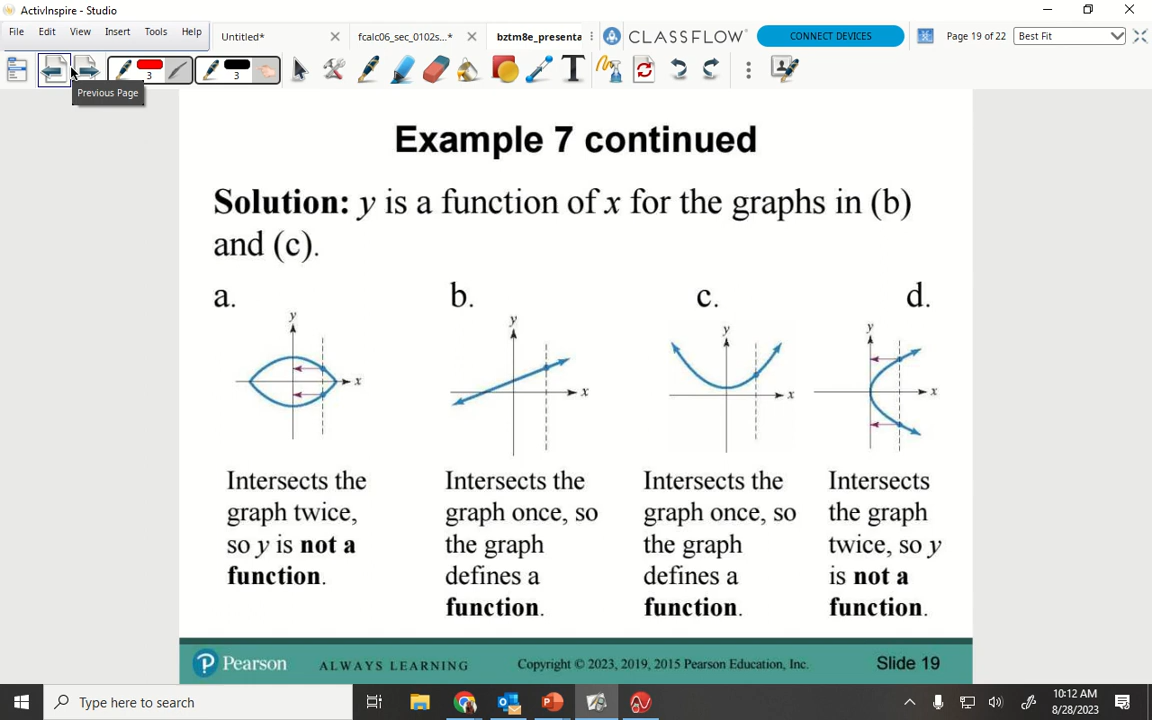 ActivInspire - Studio
File Edit View Insert Tools Help
Untitled* fcalc06_sec_0102s...* bztm8e_presenta
CLASSFLOW CONNECT DEVICES Page 19 of 22 Best Fit
3 3
Previous Page
Example 7 continued
Solution: y is a function of x for the graphs in (b)
and (c).
a. b. c. d.
y y y y
x x x x
Intersects the
graph twice,
so y is not a
function.
Intersects the
graph once, so
the graph
defines a
function.
Intersects the
graph once, so
the graph
defines a
function.
Intersects
the graph
twice, so y
is not a
function.
P Pearson ALWAYS LEARNING Copyright © 2023, 2019, 2015 Pearson Education, Inc. Slide 19
Type here to search
10:12 AM
8/28/2023